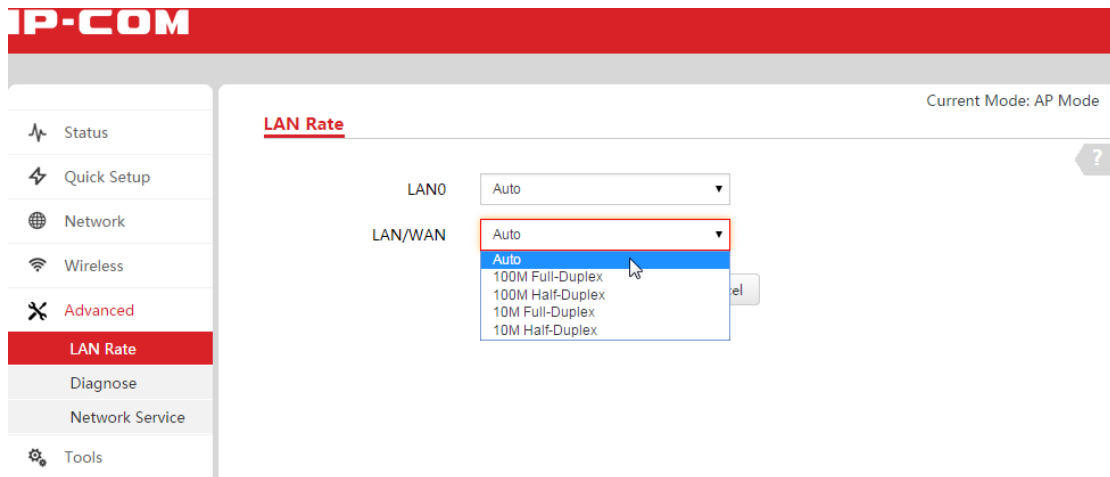 IP-COM
Current Mode: AP Mode
Status
Quick Setup
Network
Wireless
Advanced
LAN Rate
Diagnose
Network Service
Tools
LAN Rate
?
LAN0 Auto
LAN/WAN Auto
Auto
100M Full-Duplex
100M Half-Duplex
10M Full-Duplex
10M Half-Duplex